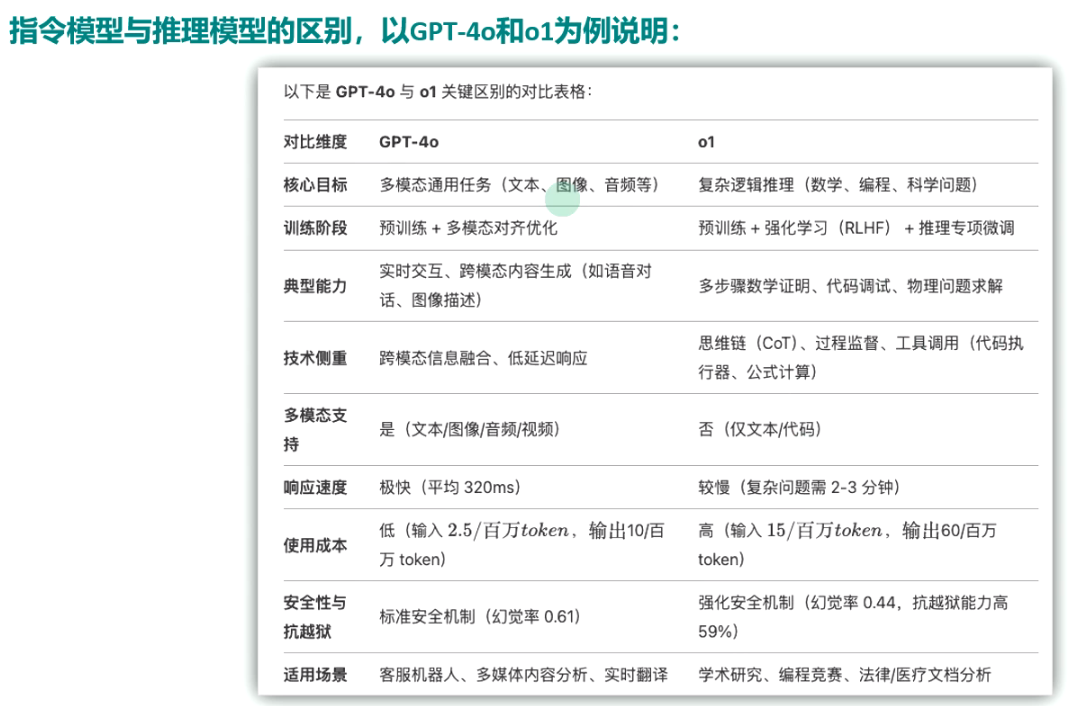 指令模型与推理模型的区别，以GPT-4o和o1为例说明：
以下是 GPT-4o 与 o1 关键区别的对比表格：
对比维度 GPT-4o o1
核心目标 多模态通用任务（文本、图像、音频等） 复杂逻辑推理（数学、编程、科学问题）
训练阶段 预训练 + 多模态对齐优化 预训练 + 强化学习（RLHF） + 推理专项微调
典型能力 实时交互、跨模态内容生成（如语音对
话、图像描述） 多步骤数学证明、代码调试、物理问题求解
技术侧重 跨模态信息融合、低延迟响应 思维链（CoT）、过程监督、工具调用（代码执
行器、公式计算）
多模态支
持 是（文本/图像/音频/视频） 否（仅文本/代码）
响应速度 极快（平均 320ms） 较慢（复杂问题需 2-3 分钟）
使用成本 低（输入 2.5/百万token，输出10/百
万 token） 高（输入 15/百万token，输出60/百万
token）
安全性与
抗越狱 标准安全机制（幻觉率 0.61） 强化安全机制（幻觉率 0.44，抗越狱能力高
59%）
适用场景 客服机器人、多媒体内容分析、实时翻译 学术研究、编程竞赛、法律/医疗文档分析